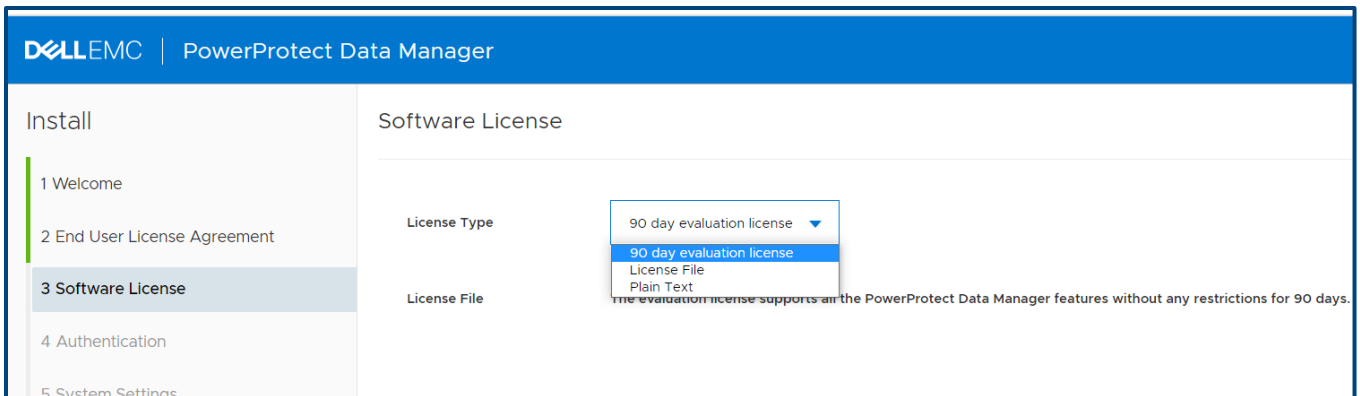 DELLEMC | PowerProtect Data Manager
Install
1 Welcome
2 End User License Agreement
3 Software License
4 Authentication
5 System Settings
Software License
License Type
90 day evaluation license
90 day evaluation license
License File
Plain Text
License File
The evaluation license supports all the PowerProtect Data Manager features without any restrictions for 90 days.